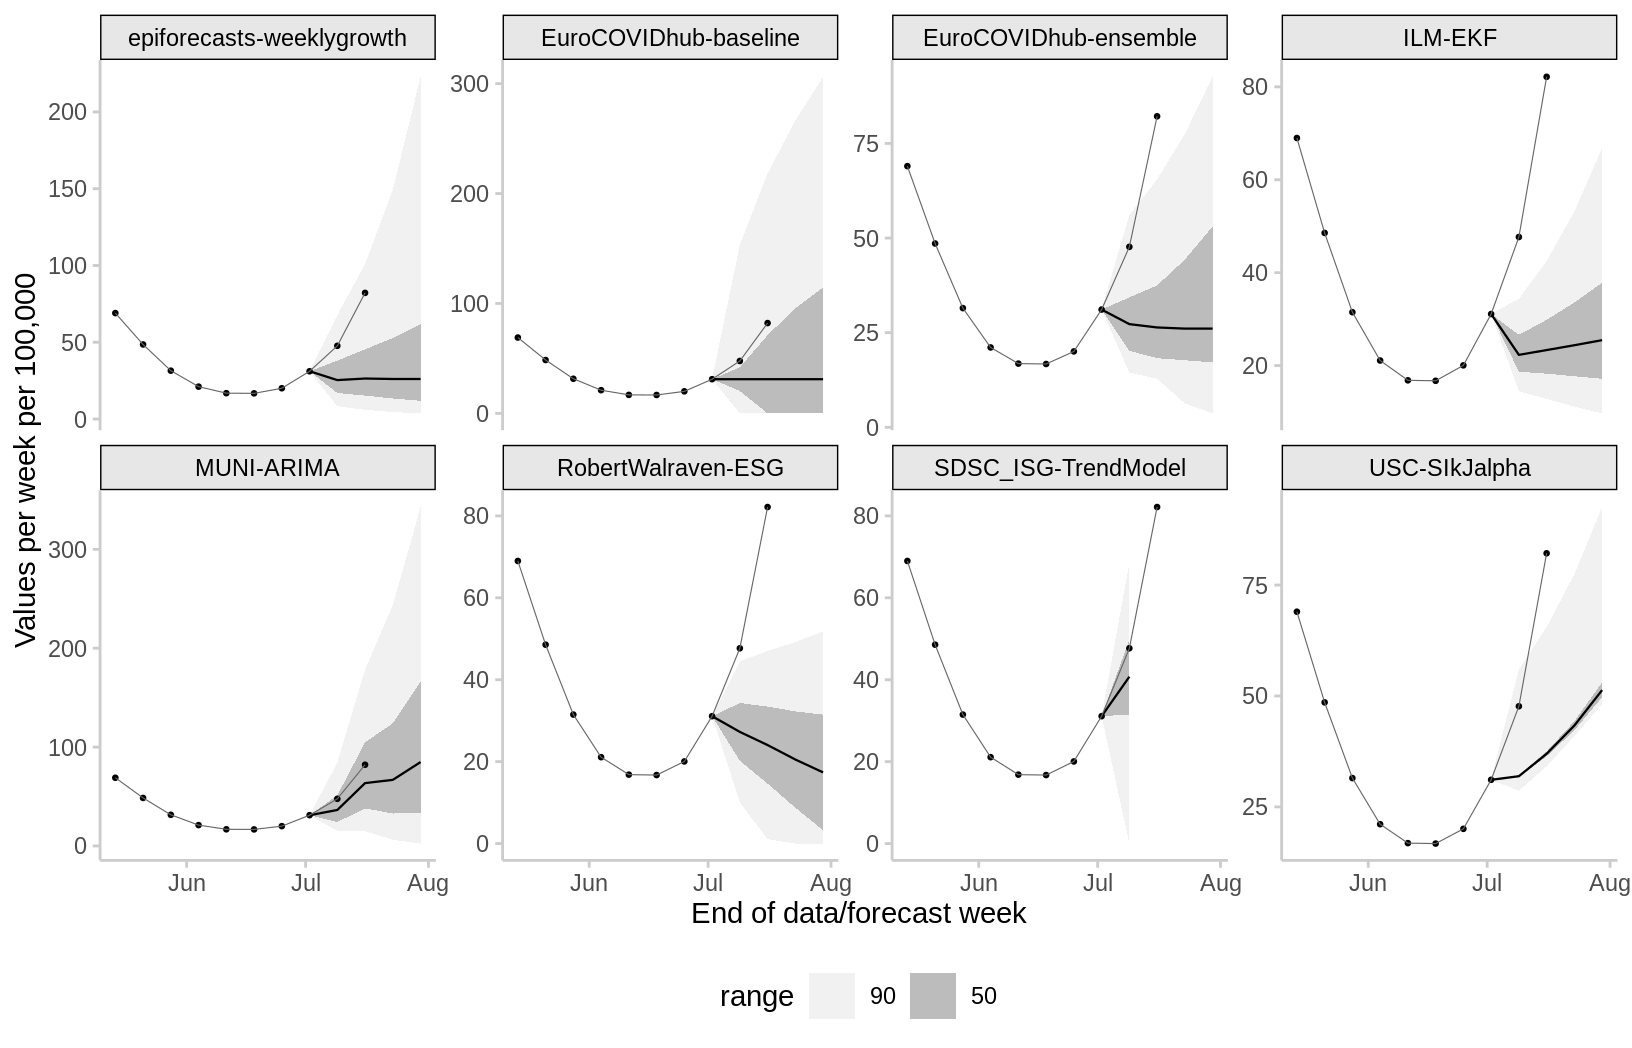 epiforecasts-weeklygrowth EuroCOVIDhub-baseline EuroCOVIDhub-ensemble ILM-EKF
200 150 100 50 0
300 200 100 0
75 50 25 0
80 60 40 20
Values per week per 100,000
MUNI-ARIMA RobertWalraven-ESG SDSC_ISG-TrendModel USC-SIkJalpha
300 200 100 0
80 60 40 20 0
80 60 40 20 0
75 50 25
Jun Jul Aug Jun Jul Aug Jun Jul Aug Jun Jul Aug
End of data/forecast week
range 90 50